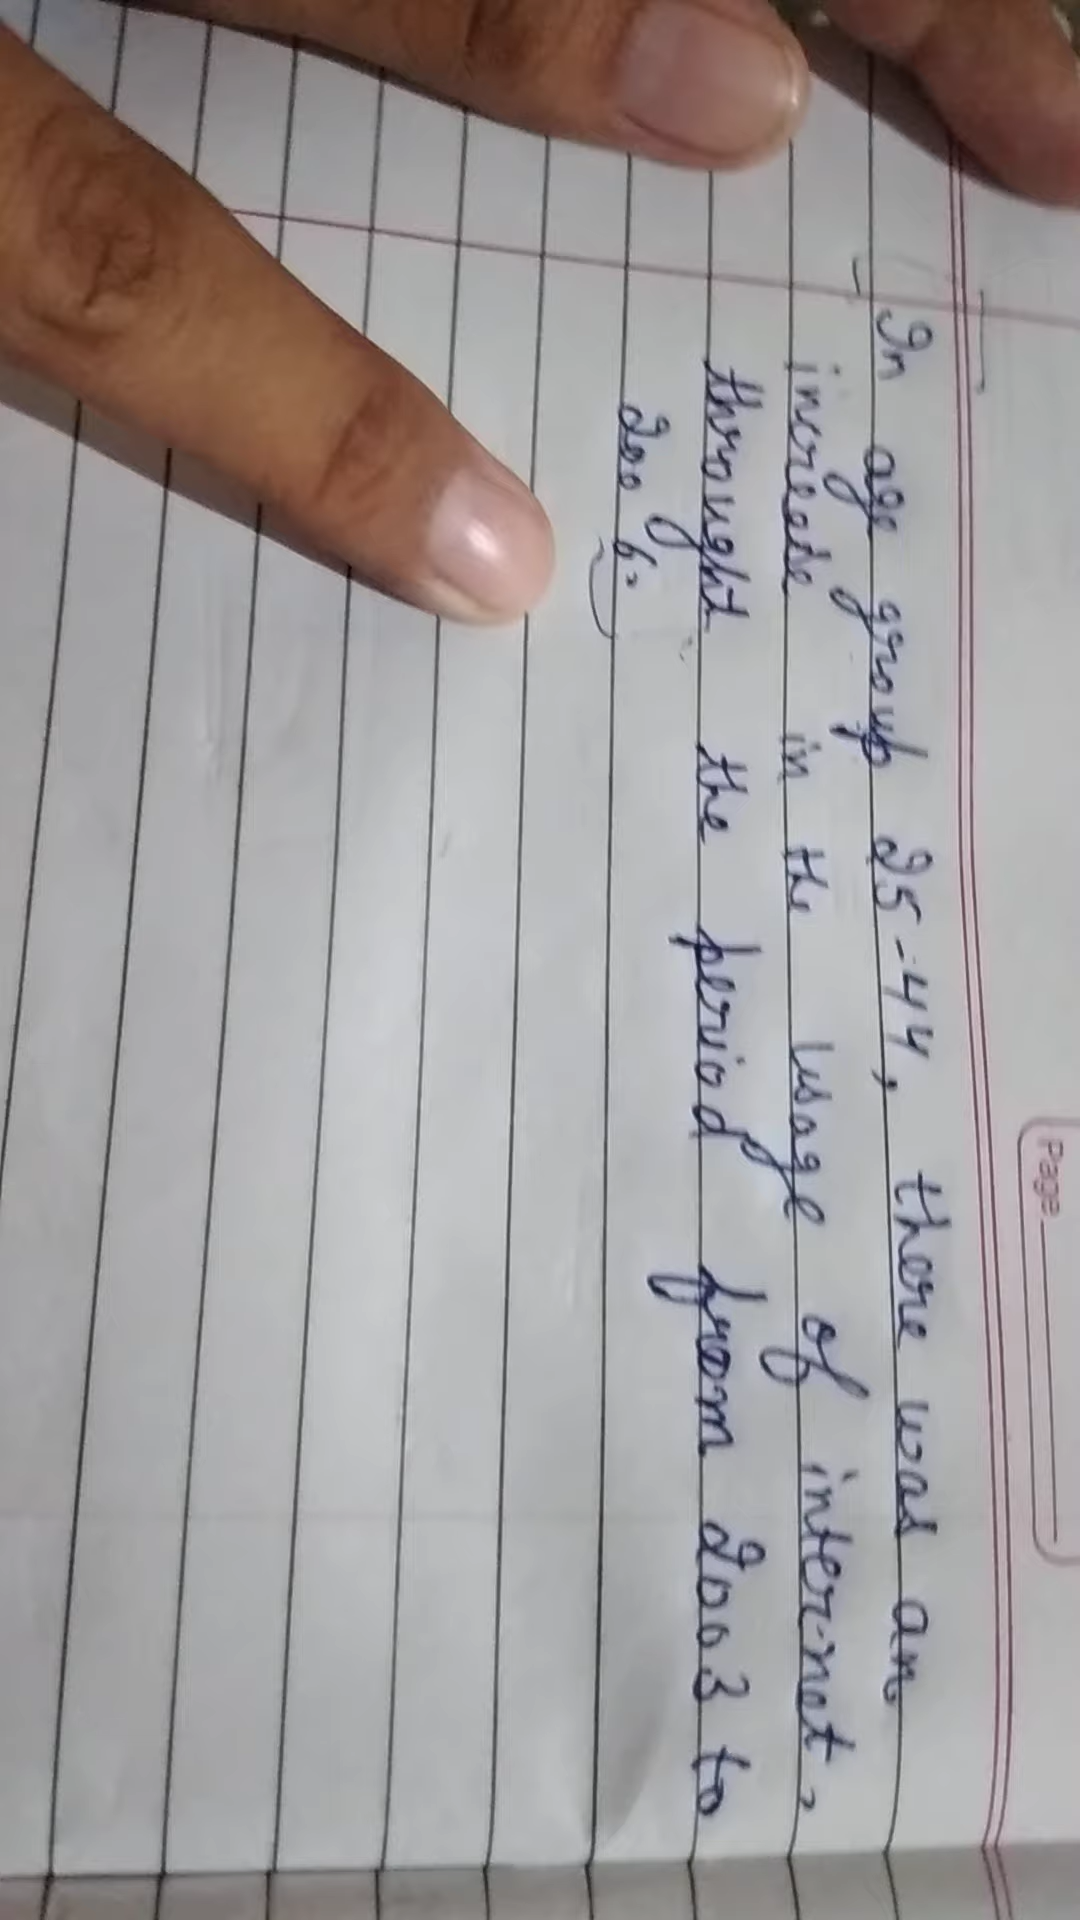 Page
In age group 25-44, there was an
increase in the usage of internet,
throught the period from 2003 to
2006.